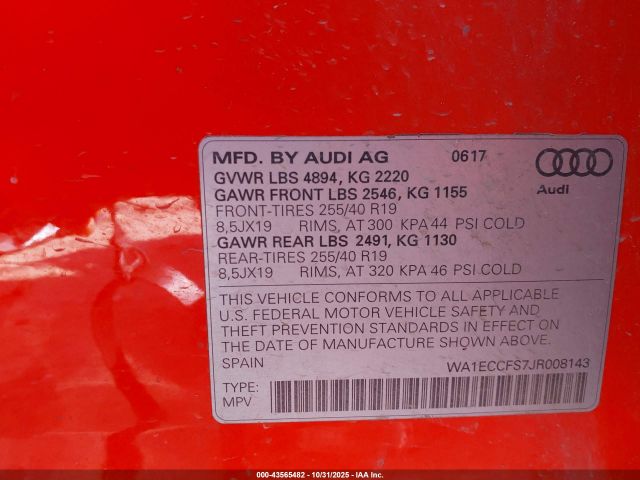 MFD. BY AUDI AG 0617
GVWR LBS 4894, KG 2220
GAWR FRONT LBS 2546, KG 1155
FRONT-TIRES 255/40 R19
8,5JX19 RIMS, AT 300 KPA 44 PSI COLD
GAWR REAR LBS 2491, KG 1130
REAR-TIRES 255/40 R19
8,5JX19 RIMS, AT 320 KPA 46 PSI COLD
Audi
THIS VEHICLE CONFORMS TO ALL APPLICABLE
U.S. FEDERAL MOTOR VEHICLE SAFETY AND
THEFT PREVENTION STANDARDS IN EFFECT ON
THE DATE OF MANUFACTURE SHOWN ABOVE.
SPAIN WA1ECCFS7JR008143
TYPE:
MPV
000-43565482 - 10/31/2025 - IAA Inc.